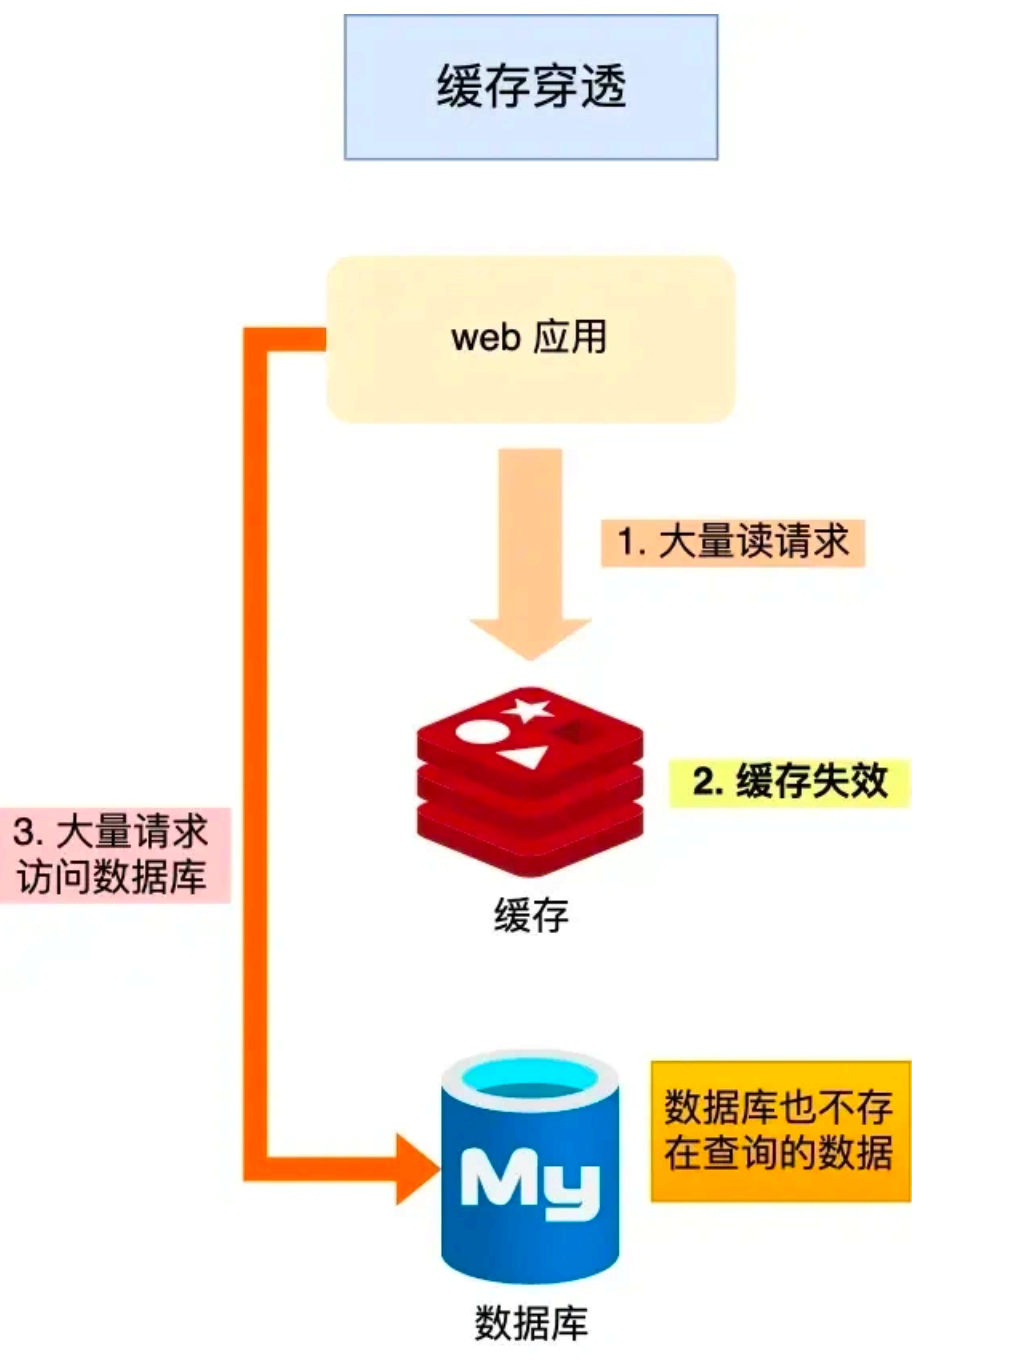 缓存穿透
web 应用
1. 大量读请求
2. 缓存失效
3. 大量请求
访问数据库
缓存
数据库也不存
在查询的数据
My
数据库